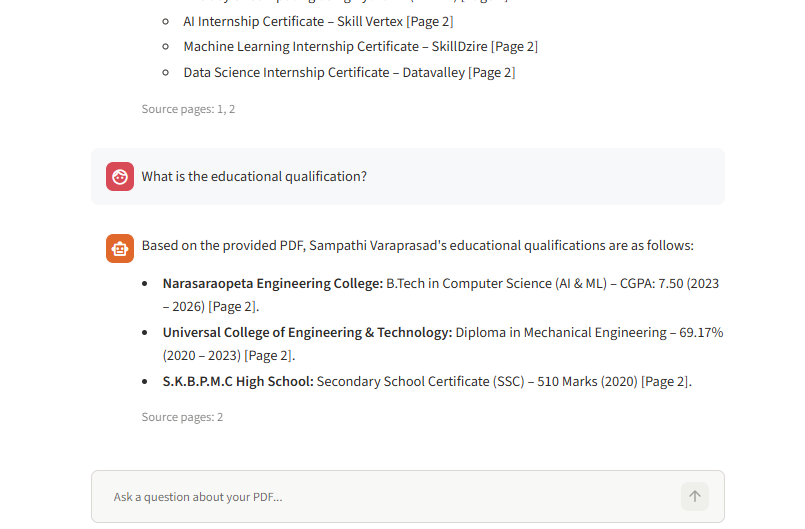 AI Internship Certificate – Skill Vertex [Page 2]
Machine Learning Internship Certificate – SkillDzire [Page 2]
Data Science Internship Certificate – Datavalley [Page 2]
Source pages: 1, 2
What is the educational qualification?
Based on the provided PDF, Sampathi Varaprasad's educational qualifications are as follows:
Narasaraopeta Engineering College: B.Tech in Computer Science (AI & ML) – CGPA: 7.50 (2023
– 2026) [Page 2].
Universal College of Engineering & Technology: Diploma in Mechanical Engineering – 69.17%
(2020 – 2023) [Page 2].
S.K.B.P.M.C High School: Secondary School Certificate (SSC) – 510 Marks (2020) [Page 2].
Source pages: 2
Ask a question about your PDF...